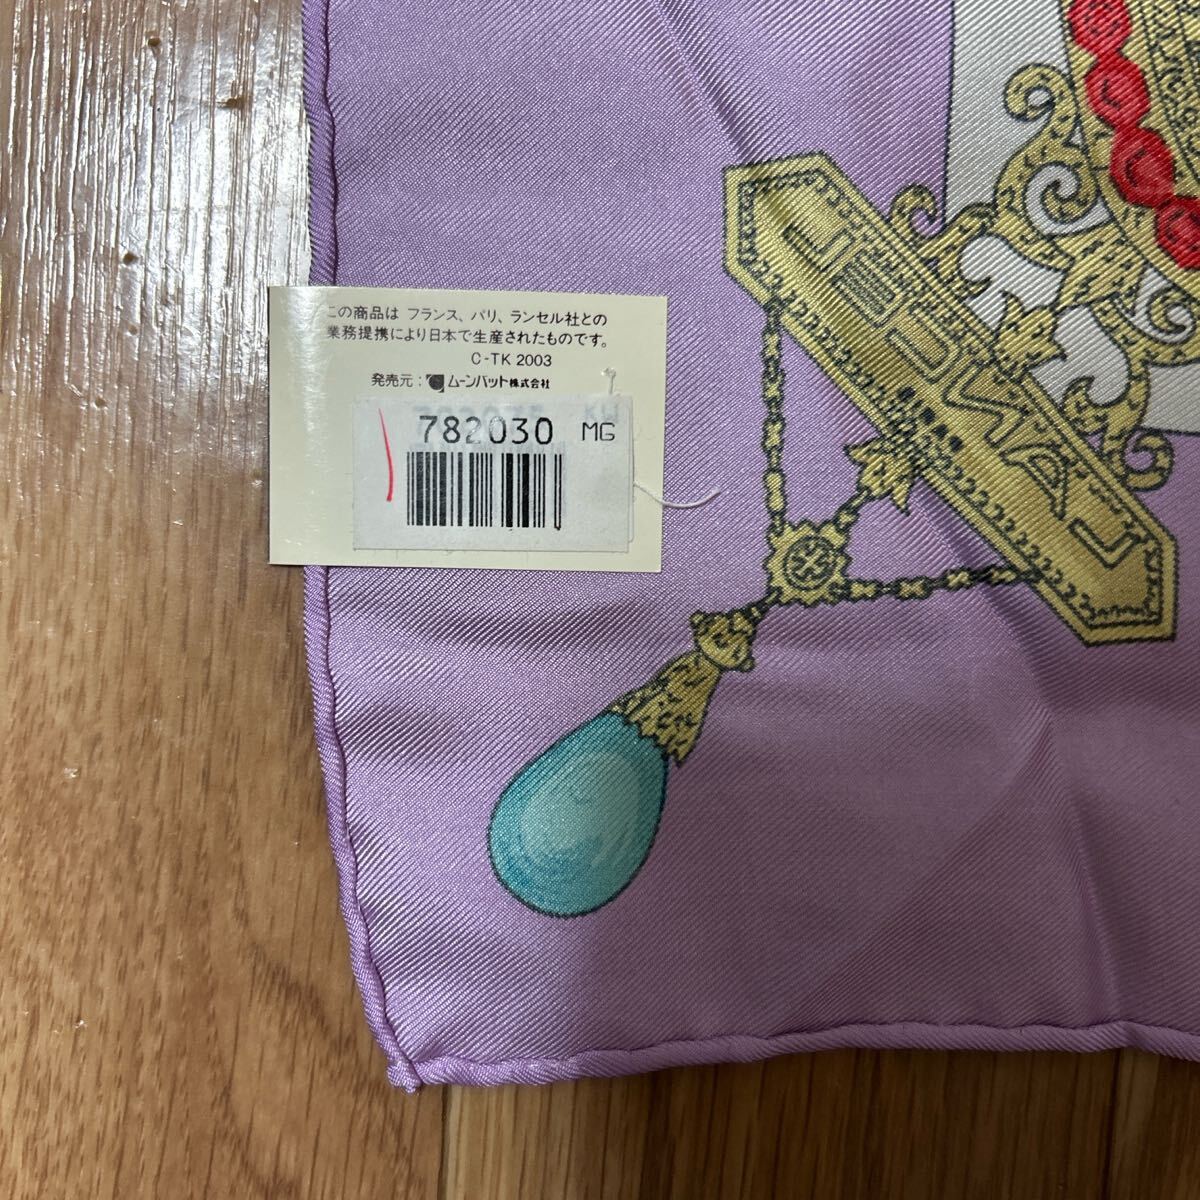 この商品は フランス、パリ、ランセル社との
業務提携により日本で生産されたものです。
C-TK 2003
発売元: ムーンバット株式会社
782030 MG